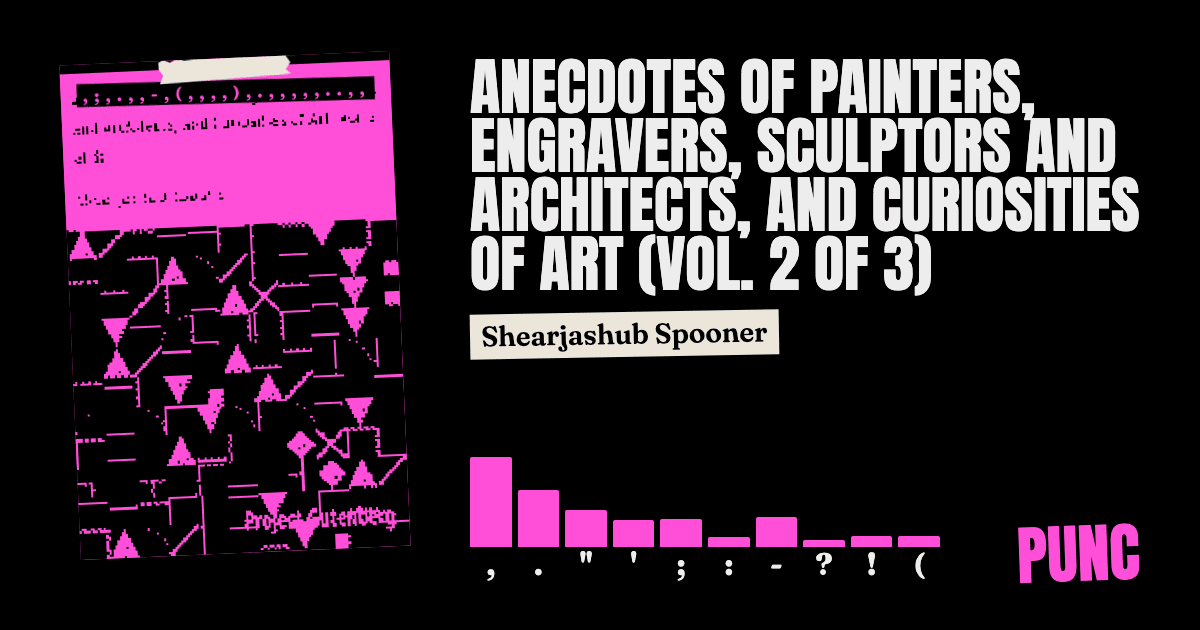 ,;,.,,-,(,,,,).,,,,,,..,,
Project Gutenberg
ANECDOTES OF PAINTERS,
ENGRAVERS, SCULPTORS AND
ARCHITECTS, AND CURIOSITIES
OF ART (VOL. 2 OF 3)
Shearjashub Spooner
, . " ' ; : - ? ! (
PUNC